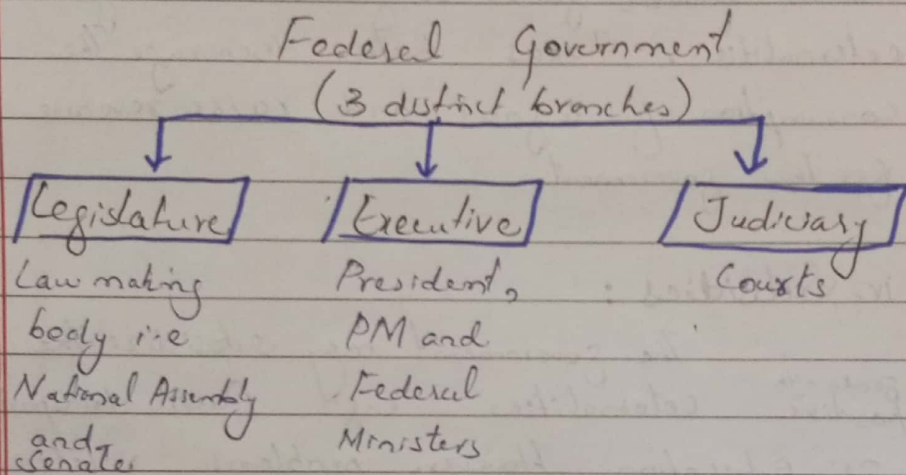 Federal Government
(3 distinct branches)
Legislature
Law making
body i.e
National Assembly
and
Senate
Executive
President,
PM and
Federal
Ministers
Judiciary
Courts